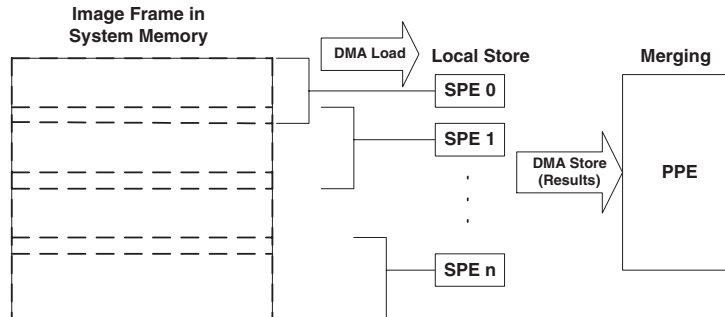 Image Frame in
System Memory
DMA Load
Local Store
Merging
SPE 0
SPE 1
DMA Store
(Results)
PPE
SPE n